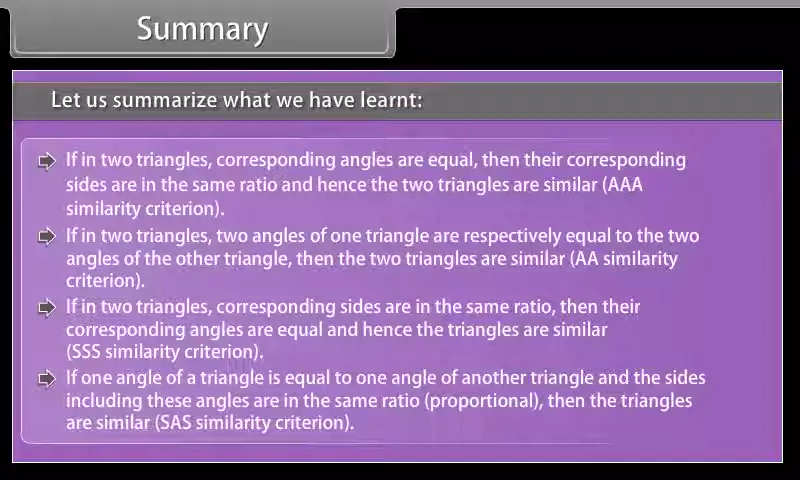 Summary
Let us summarize what we have learnt:
If in two triangles, corresponding angles are equal, then their corresponding
sides are in the same ratio and hence the two triangles are similar (AAA
similarity criterion).
If in two triangles, two angles of one triangle are respectively equal to the two
angles of the other triangle, then the two triangles are similar (AA similarity
criterion).
If in two triangles, corresponding sides are in the same ratio, then their
corresponding angles are equal and hence the triangles are similar
(SSS similarity criterion).
If one angle of a triangle is equal to one angle of another triangle and the sides
including these angles are in the same ratio (proportional), then the triangles
are similar (SAS similarity criterion).